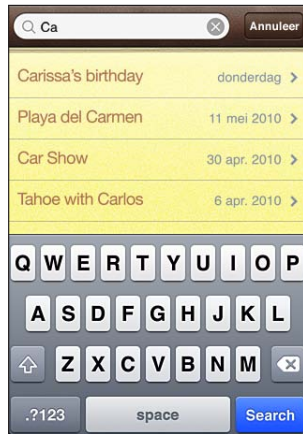 Ca
Annuleer
Carissa's birthday donderdag
Playa del Carmen 11 mei 2010
Car Show 30 apr. 2010
Tahoe with Carlos 6 apr. 2010
Q W E R T Y U I O P
A S D F G H J K L
Z X C V B N M
.?123 space Search